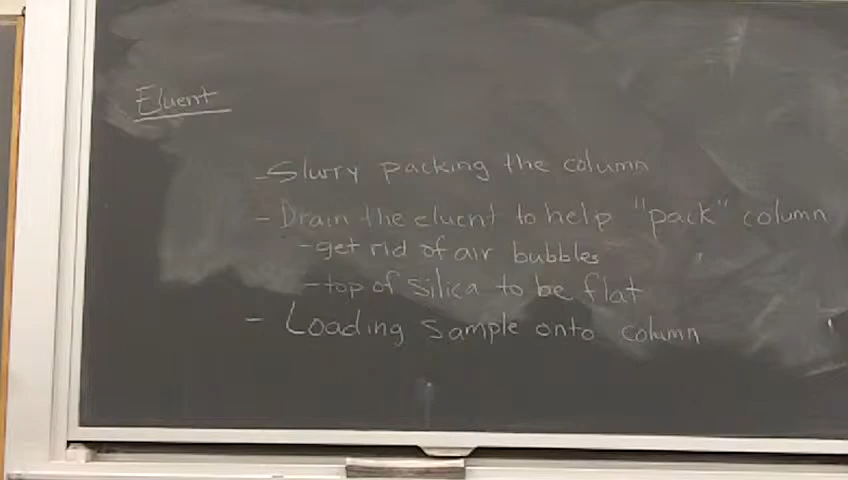 Eluent
- Slurry packing the column
- Drain the eluent to help "pack" column
- get rid of air bubbles
- top of silica to be flat
- Loading sample onto column